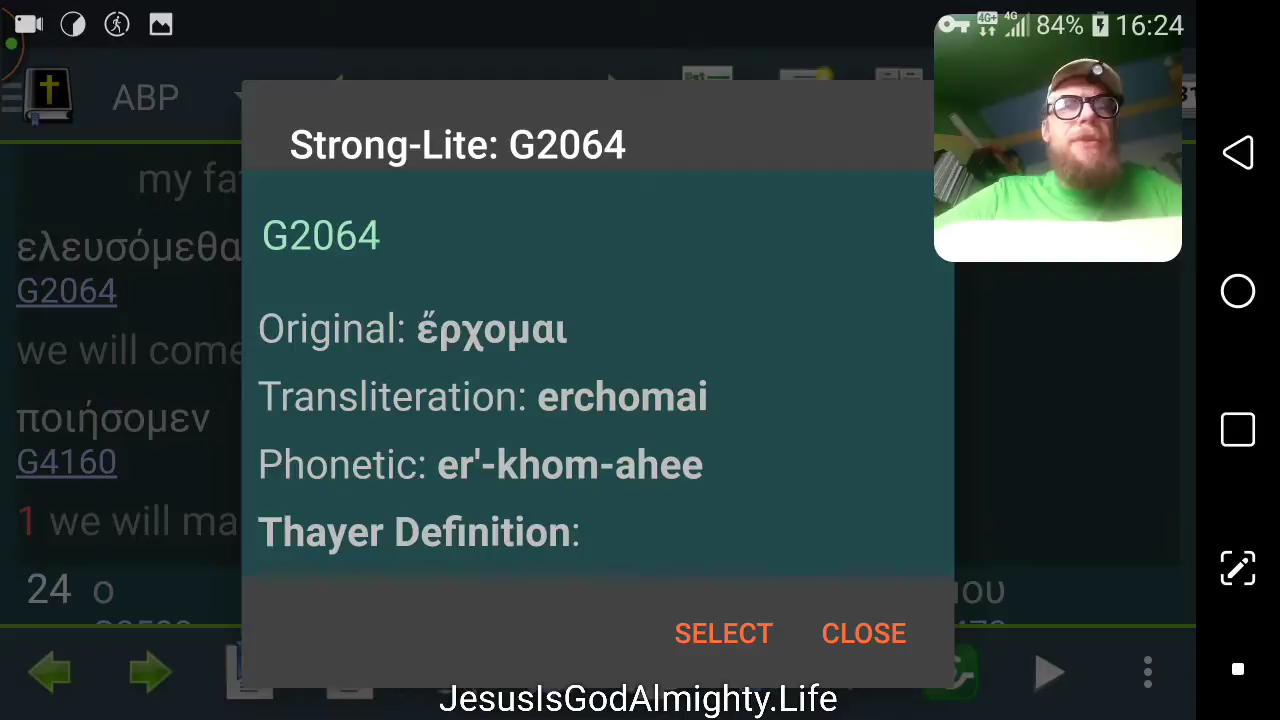 84% 16:24
ABP
Strong-Lite: G2064
my fa
G2064
ελευσόμεθα
G2064
Original: ἔρχομαι
we will come
Transliteration: erchomai
ποιήσομεν
G4160
Phonetic: er'-khom-ahee
1 we will ma
Thayer Definition:
24 ο
SELECT CLOSE
JesusIsGodAlmighty.Life